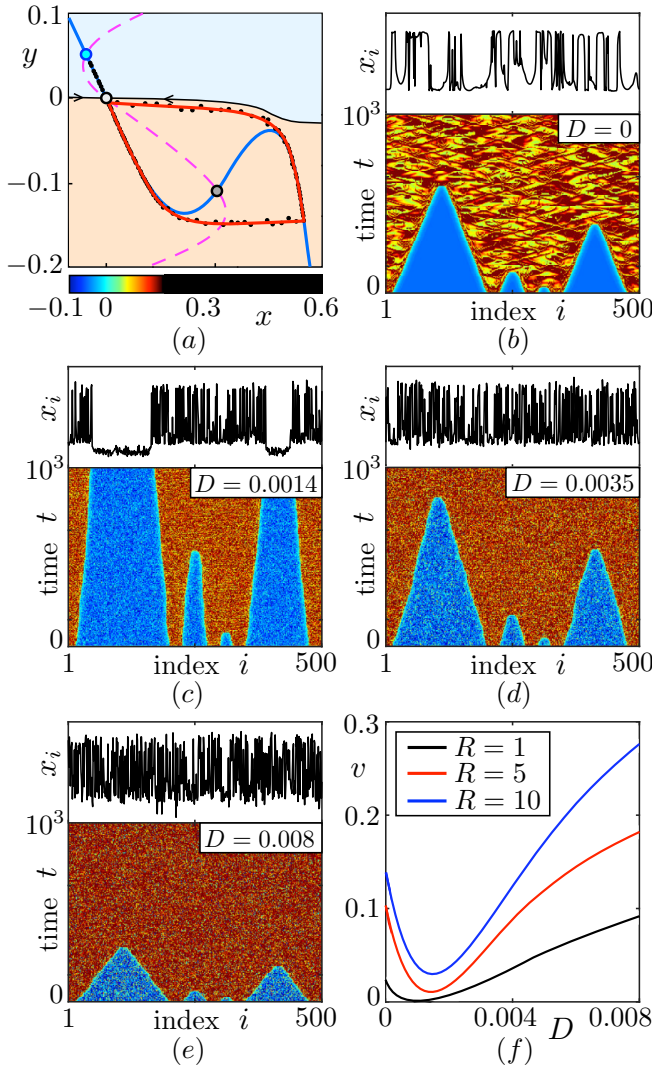 0.1
y
0
−0.1
−0.2
−0.1 0 0.3 x 0.6
(a)
x_i
10^3
D = 0
time t
0
1 index i 500
(b)
x_i
10^3
D = 0.0014
time t
0
1 index i 500
(c)
x_i
10^3
D = 0.0035
time t
0
1 index i 500
(d)
x_i
10^3
D = 0.008
time t
0
1 index i 500
(e)
0.3
v
R = 1
R = 5
R = 10
0.2
0.1
0
0 0.004 D 0.008
(f)